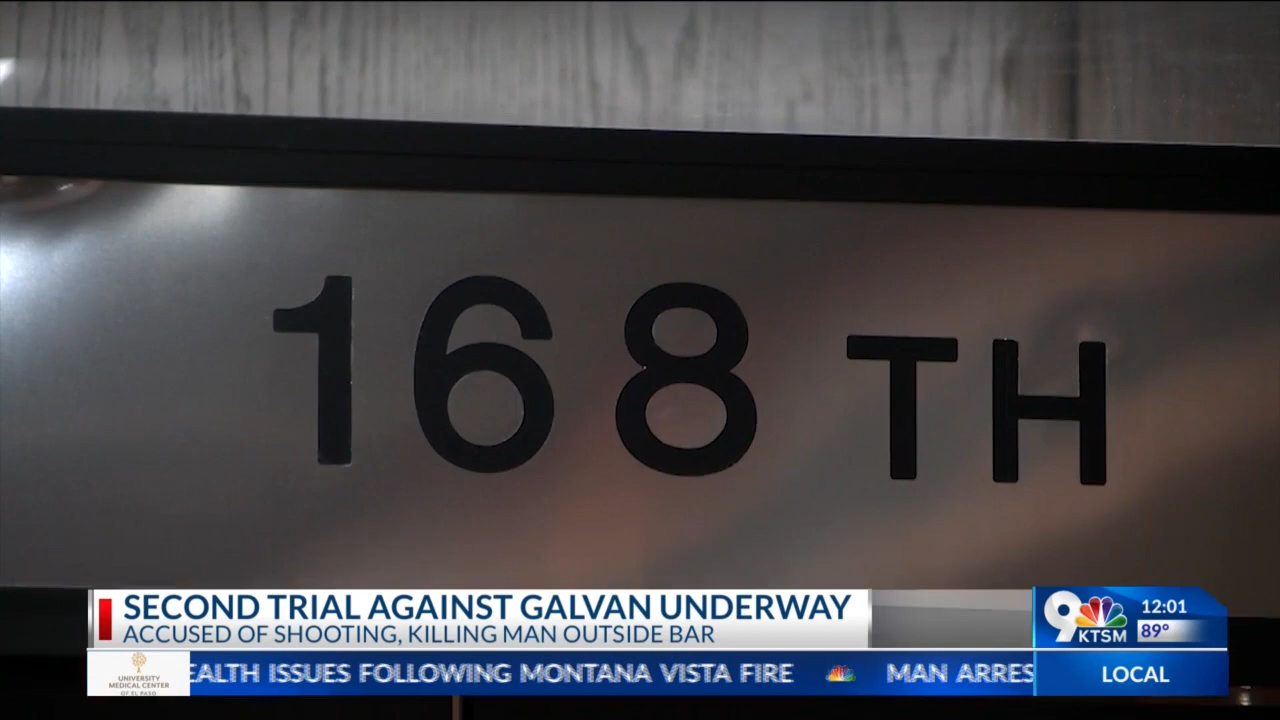 168 TH
SECOND TRIAL AGAINST GALVAN UNDERWAY
ACCUSED OF SHOOTING, KILLING MAN OUTSIDE BAR
9 KTSM
12:01
89°
UNIVERSITY
MEDICAL CENTER
OF EL PASO
EALTH ISSUES FOLLOWING MONTANA VISTA FIRE MAN ARRES
LOCAL